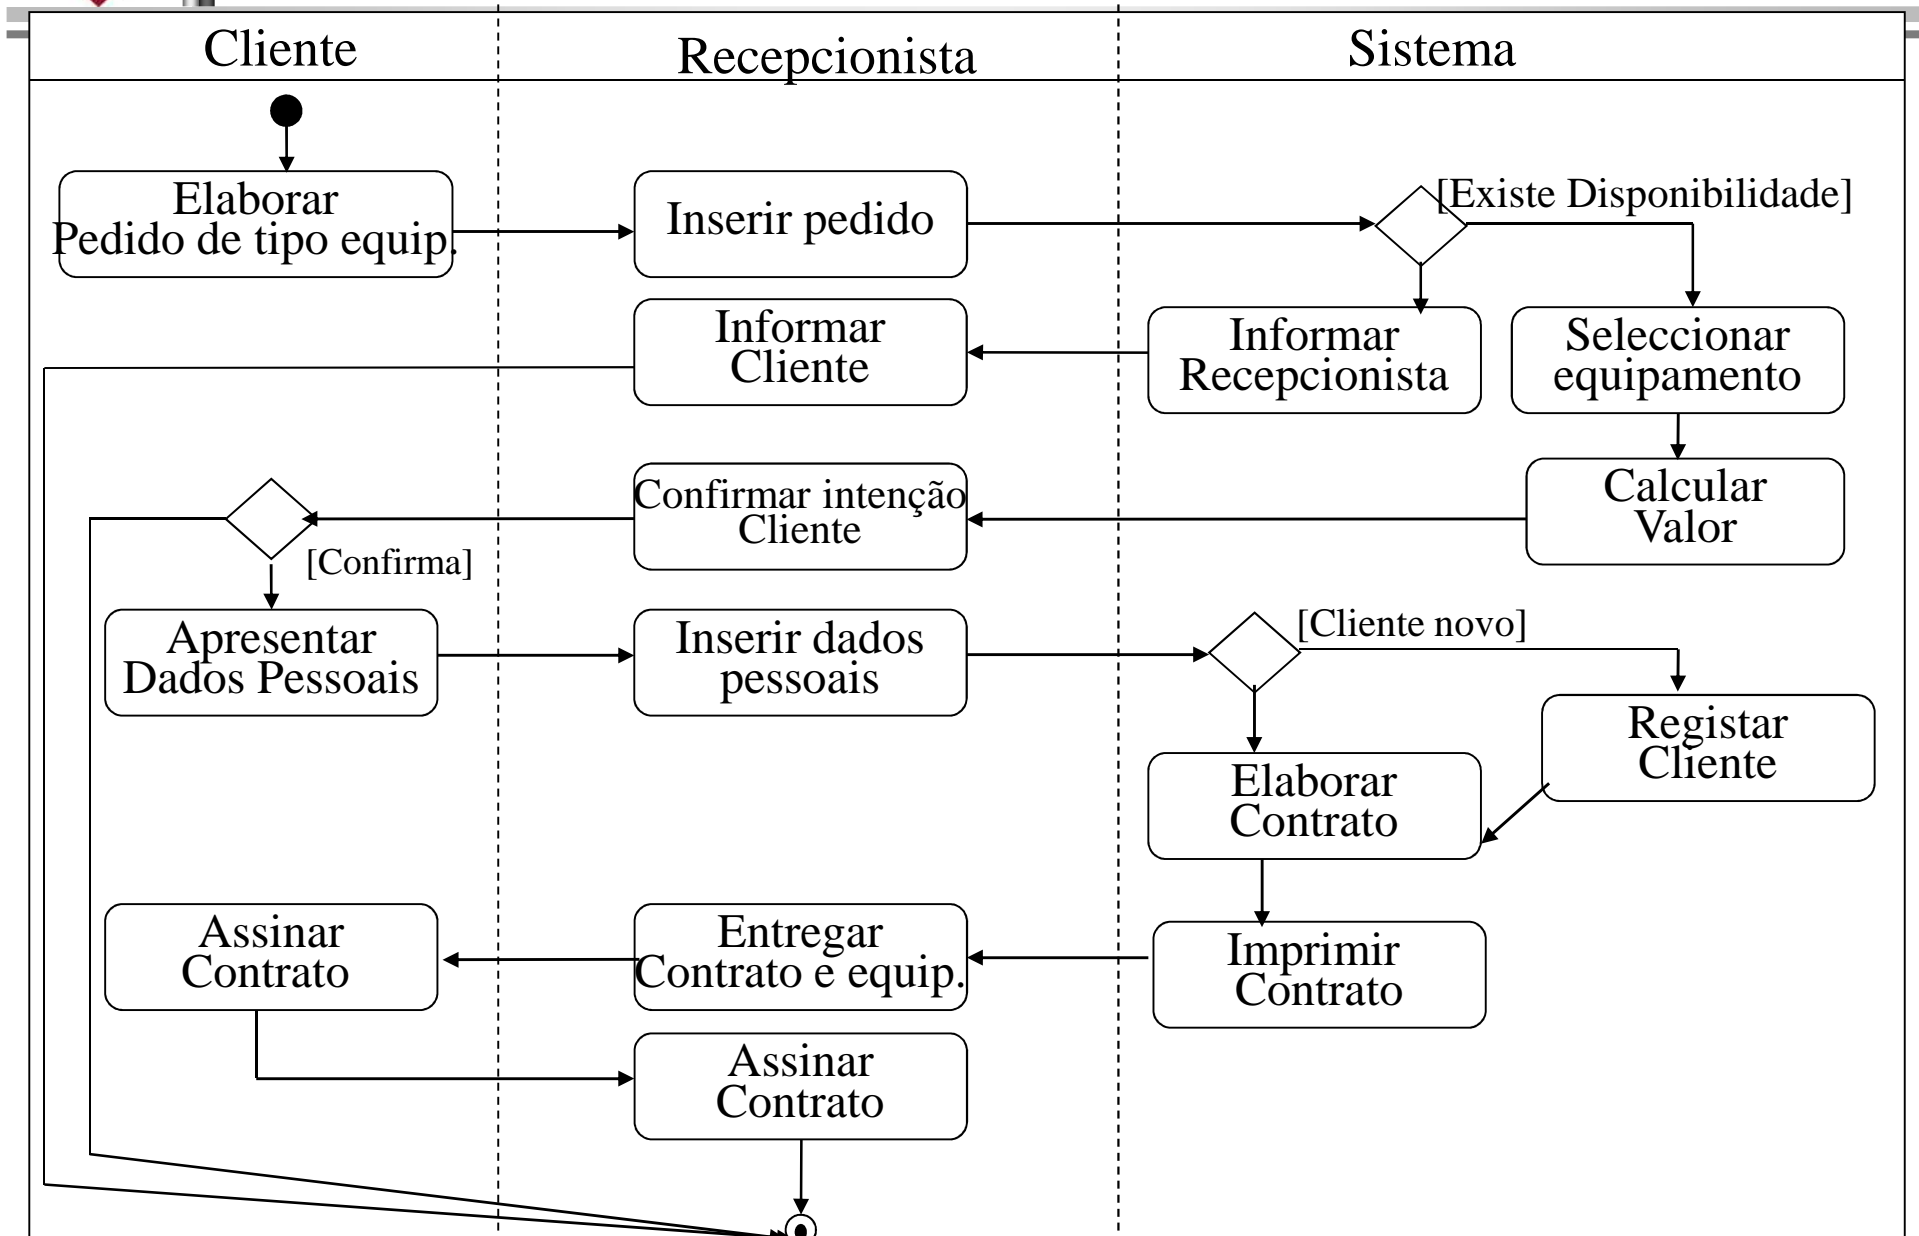 Cliente
Recepcionista
Sistema
Elaborar
Pedido de tipo equip.
Inserir pedido
[Existe Disponibilidade]
Informar
Cliente
Informar
Recepcionista
Seleccionar
equipamento
Confirmar intenção
Cliente
Calcular
Valor
[Confirma]
Apresentar
Dados Pessoais
Inserir dados
pessoais
[Cliente novo]
Registar
Cliente
Elaborar
Contrato
Assinar
Contrato
Entregar
Contrato e equip.
Imprimir
Contrato
Assinar
Contrato